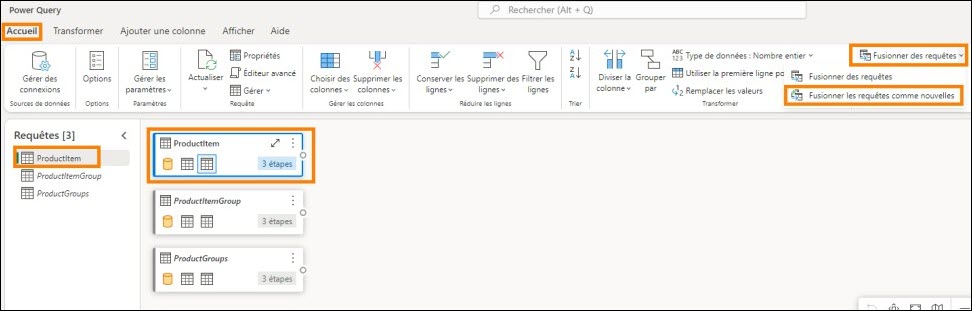 Power Query
Rechercher (Alt + Q)
Accueil Transformer Ajouter une colonne Afficher Aide
Gérer des connexions
Sources de données
Options
Options
Gérer les paramètres
Paramètres
Actualiser
Propriétés
Éditeur avancé
Gérer
Requête
Choisir des colonnes
Supprimer les colonnes
Gérer les colonnes
Conserver les lignes
Supprimer des lignes
Filtrer les lignes
Réduire les lignes
Trier
Diviser la colonne
Grouper par
Type de données : Nombre entier
Utiliser la première ligne po
Remplacer les valeurs
Transformer
Fusionner des requêtes
Fusionner des requêtes
Fusionner les requêtes comme nouvelles
Requêtes [3]
ProductItem
ProductItemGroup
ProductGroups
ProductItem
3 étapes
ProductItemGroup
3 étapes
ProductGroups
3 étapes